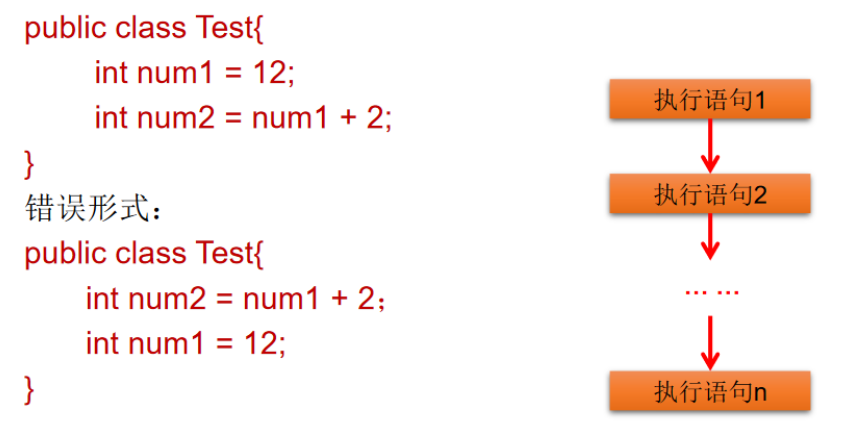 public class Test{
int num1 = 12;
int num2 = num1 + 2;
}
错误形式：
public class Test{
int num2 = num1 + 2；
int num1 = 12;
}
执行语句1
执行语句2
... ...
执行语句n